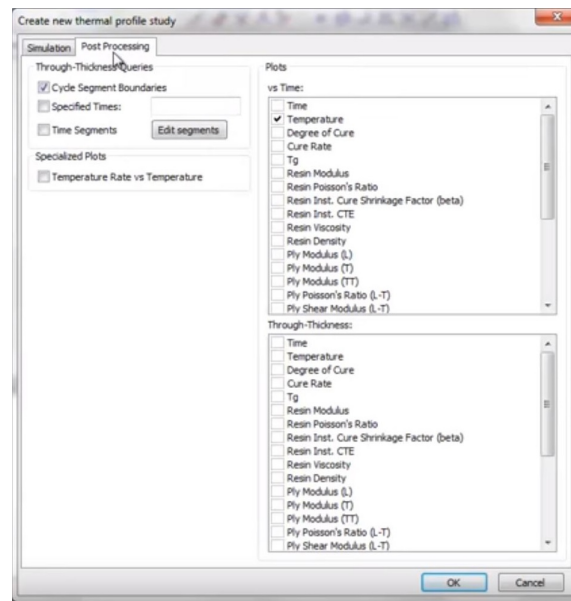 Create new thermal profile study
Simulation
Post Processing
Through-Thickness Queries
Cycle Segment Boundaries
Specified Times:
Time Segments
Edit segments
Specialized Plots
Temperature Rate vs Temperature
Plots
vs Time:
Time
Temperature
Degree of Cure
Cure Rate
Tg
Resin Modulus
Resin Poisson's Ratio
Resin Inst. Cure Shrinkage Factor (beta)
Resin Inst. CTE
Resin Viscosity
Resin Density
Ply Modulus (L)
Ply Modulus (T)
Ply Modulus (TT)
Ply Poisson's Ratio (L-T)
Ply Shear Modulus (L-T)
Through-Thickness:
Time
Temperature
Degree of Cure
Cure Rate
Tg
Resin Modulus
Resin Poisson's Ratio
Resin Inst. Cure Shrinkage Factor (beta)
Resin Inst. CTE
Resin Viscosity
Resin Density
Ply Modulus (L)
Ply Modulus (T)
Ply Modulus (TT)
Ply Poisson's Ratio (L-T)
Ply Shear Modulus (L-T)
OK
Cancel